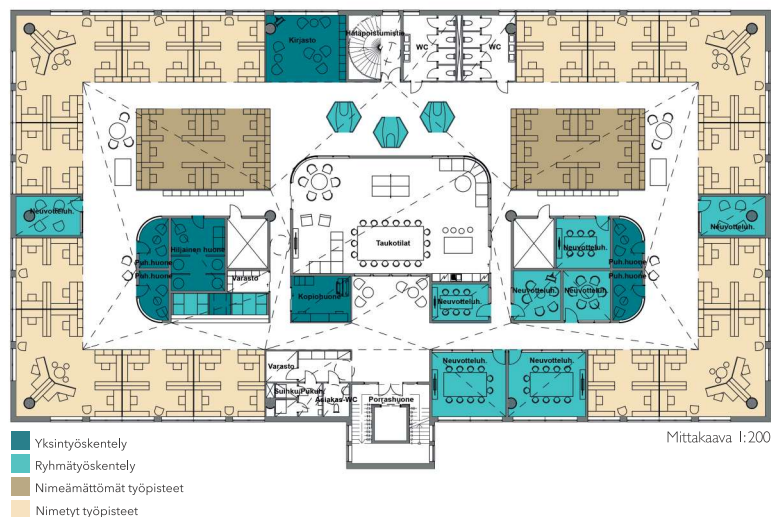 Kirjasto
Hätäpoistumistie
WC
WC
Neuvotteluh.
Neuvotteluh.
Puh.huone
Hiljainen huone
Taukotilat
Neuvotteluh.
Puh.huone
Puh.huone
Varasto
Puh.huone
Kopiohuone
Neuvotteluh.
Neuvotteluh.
Neuvotteluh.
Varasto
Neuvotteluh.
Neuvotteluh.
Suihku/Pukuh.
Asiakas-WC
Porrashuone
Mittakaava 1:200
Yksintyöskentely
Ryhmätyöskentely
Nimeämättömät työpisteet
Nimetyt työpisteet